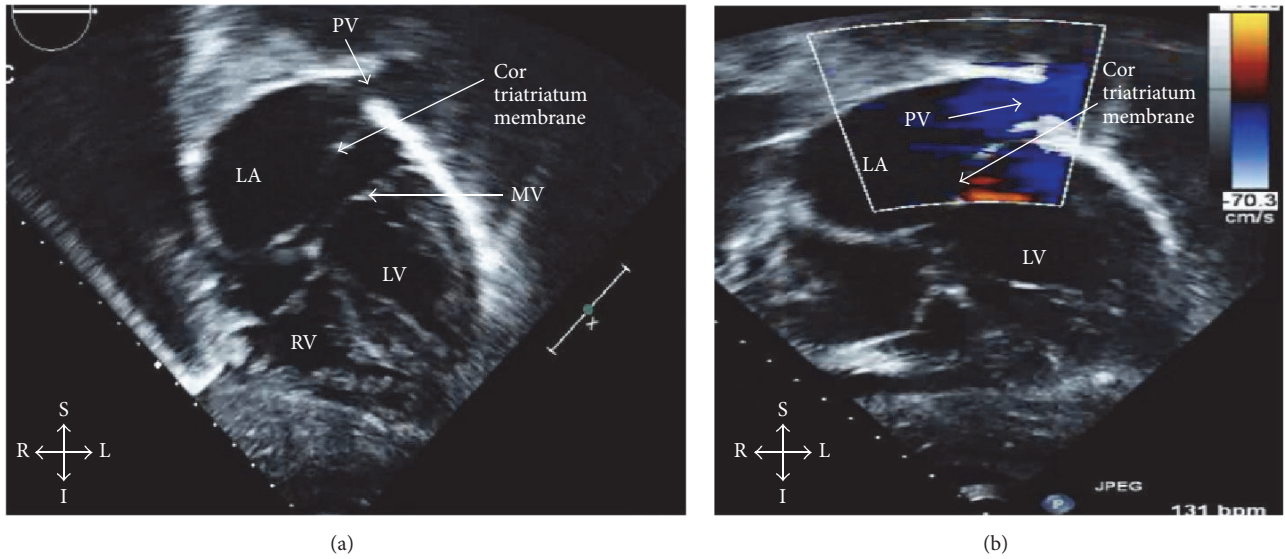 C
PV
Cor
triatriatum
membrane
LA
MV
LV
RV
S
R
L
I
(a)
PV
Cor
triatriatum
membrane
LA
LV
-70.3
cm/s
S
R
L
I
P
JPEG
131 bpm
(b)